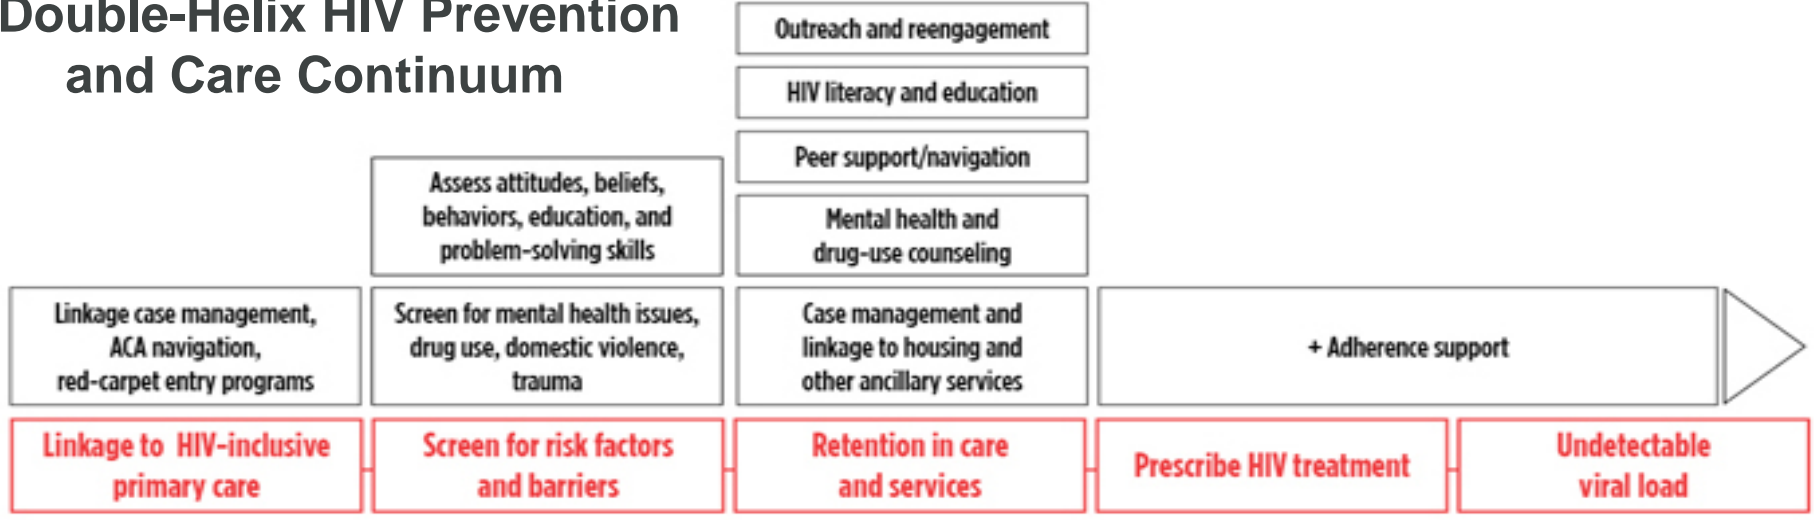 Double-Helix HIV Prevention
and Care Continuum
Outreach and reengagement
HIV literacy and education
Peer support/navigation
Mental health and
drug-use counseling
Assess attitudes, beliefs,
behaviors, education, and
problem-solving skills
Linkage case management,
ACA navigation,
red-carpet entry programs
Screen for mental health issues,
drug use, domestic violence,
trauma
Case management and
linkage to housing and
other ancillary services
+ Adherence support
Linkage to HIV-inclusive
primary care
Screen for risk factors
and barriers
Retention in care
and services
Prescribe HIV treatment
Undetectable
viral load